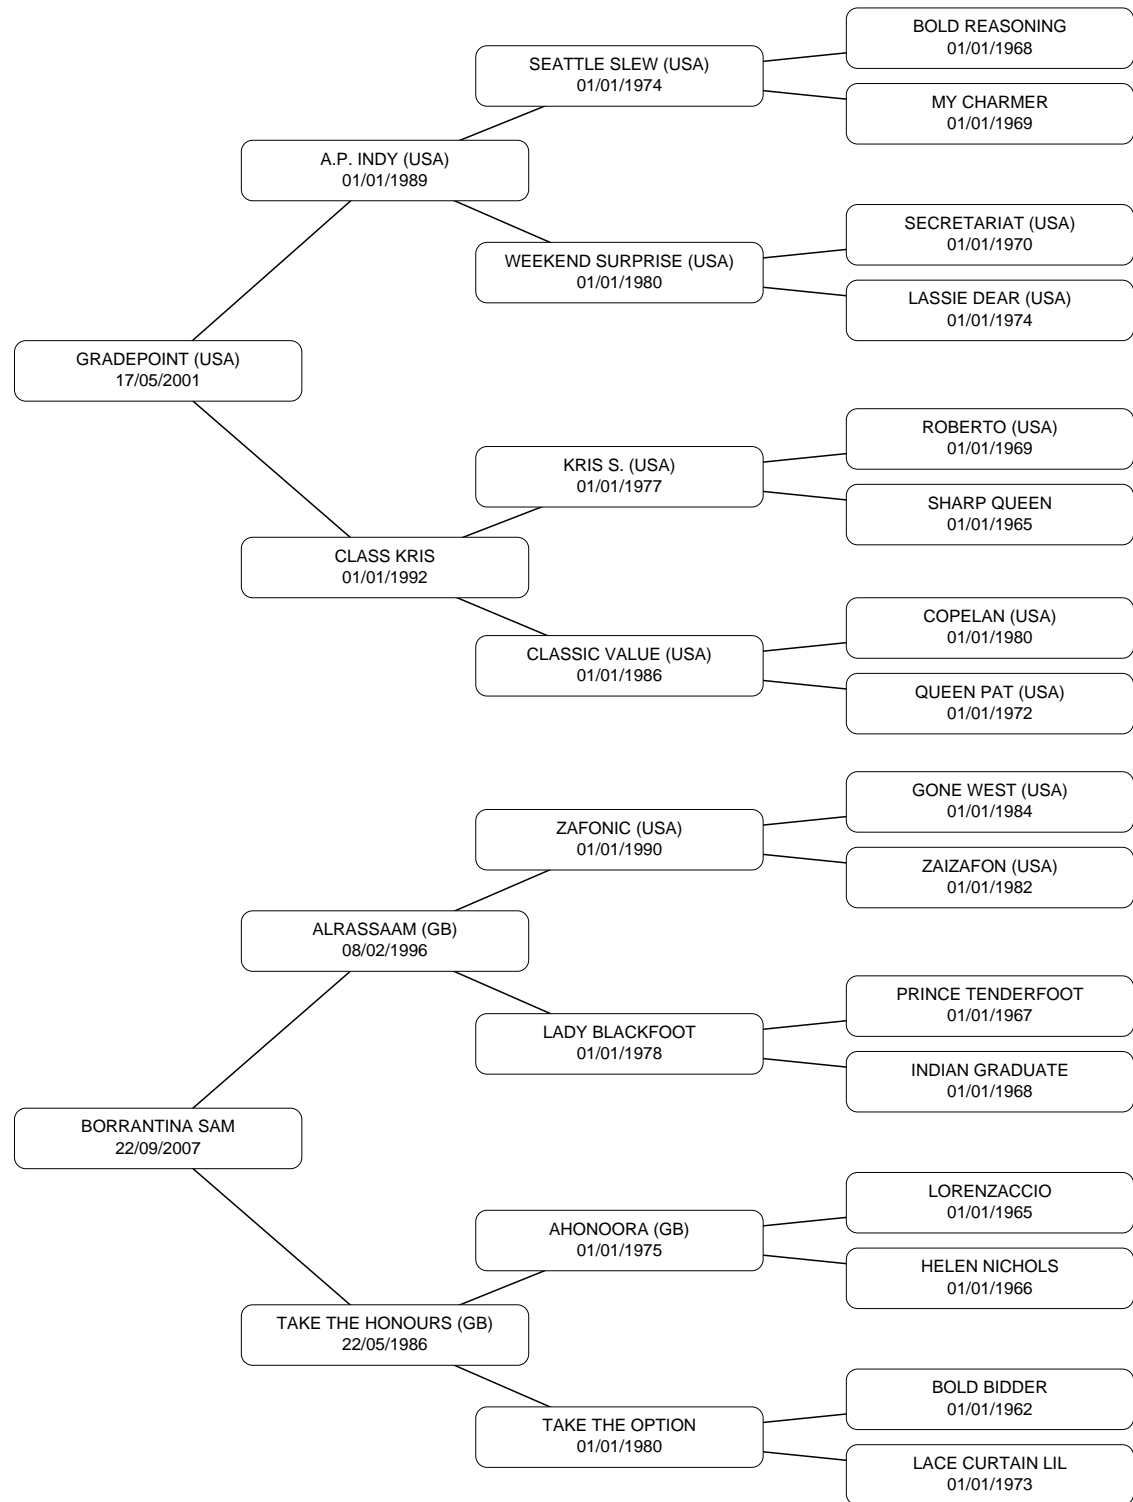 BOLD REASONING
01/01/1968
SEATTLE SLEW (USA)
01/01/1974
MY CHARMER
01/01/1969
A.P. INDY (USA)
01/01/1989
SECRETARIAT (USA)
01/01/1970
WEEKEND SURPRISE (USA)
01/01/1980
LASSIE DEAR (USA)
01/01/1974
GRADEPOINT (USA)
17/05/2001
ROBERTO (USA)
01/01/1969
KRIS S. (USA)
01/01/1977
SHARP QUEEN
01/01/1965
CLASS KRIS
01/01/1992
COPELAN (USA)
01/01/1980
CLASSIC VALUE (USA)
01/01/1986
QUEEN PAT (USA)
01/01/1972
GONE WEST (USA)
01/01/1984
ZAFONIC (USA)
01/01/1990
ZAIZAFON (USA)
01/01/1982
ALRASSAAM (GB)
08/02/1996
PRINCE TENDERFOOT
01/01/1967
LADY BLACKFOOT
01/01/1978
INDIAN GRADUATE
01/01/1968
BORRANTINA SAM
22/09/2007
LORENZACCIO
01/01/1965
AHONOORA (GB)
01/01/1975
HELEN NICHOLS
01/01/1966
TAKE THE HONOURS (GB)
22/05/1986
BOLD BIDDER
01/01/1962
TAKE THE OPTION
01/01/1980
LACE CURTAIN LIL
01/01/1973